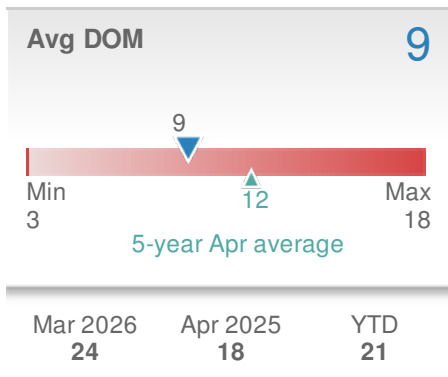 Avg DOM 9
9
Min Max
3 12 18
5-year Apr average
Mar 2026 Apr 2025 YTD
24 18 21